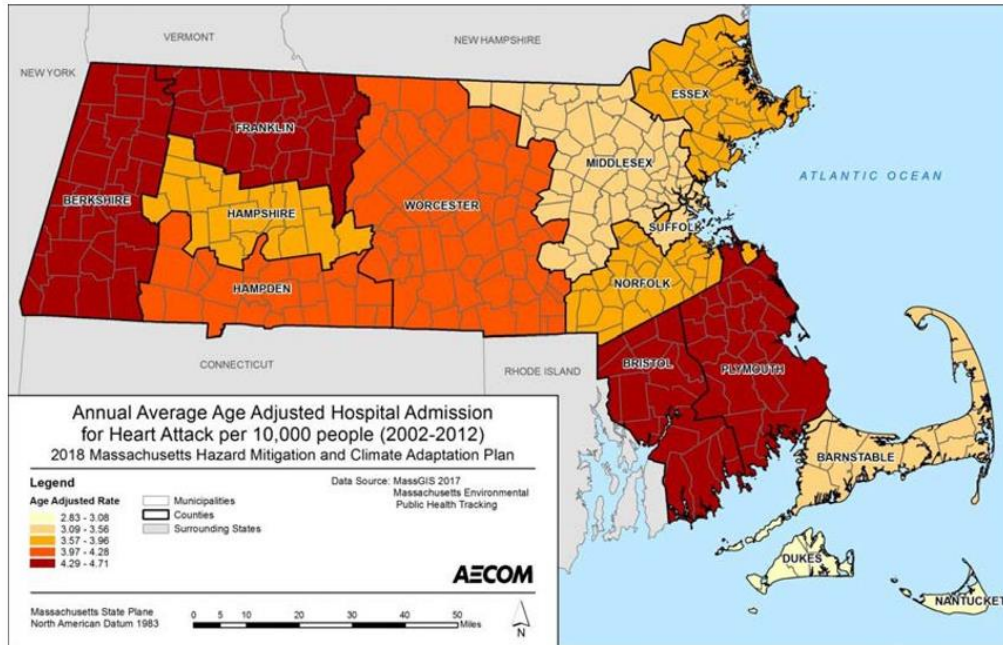 VERMONT
NEW HAMPSHIRE
NEW YORK
ESSEX
FRANKLIN
MIDDLESEX
ATLANTIC OCEAN
BERKSHIRE
HAMPSHIRE
WORCESTER
SUFFOLK
NORFOLK
HAMPDEN
CONNECTICUT
RHODE ISLAND
BRISTOL
PLYMOUTH
BARNSTABLE
DUKES
NANTUCKET
Annual Average Age Adjusted Hospital Admission
for Heart Attack per 10,000 people (2002-2012)
2018 Massachusetts Hazard Mitigation and Climate Adaptation Plan
Legend
Age Adjusted Rate
2.83 - 3.08
3.09 - 3.56
3.57 - 3.96
3.97 - 4.28
4.29 - 4.71
Municipalities
Counties
Surrounding States
Data Source: MassGIS 2017
Massachusetts Environmental
Public Health Tracking
AECOM
Massachusetts State Plane
North American Datum 1983
0 5 10 20 30 40 50
Miles
N